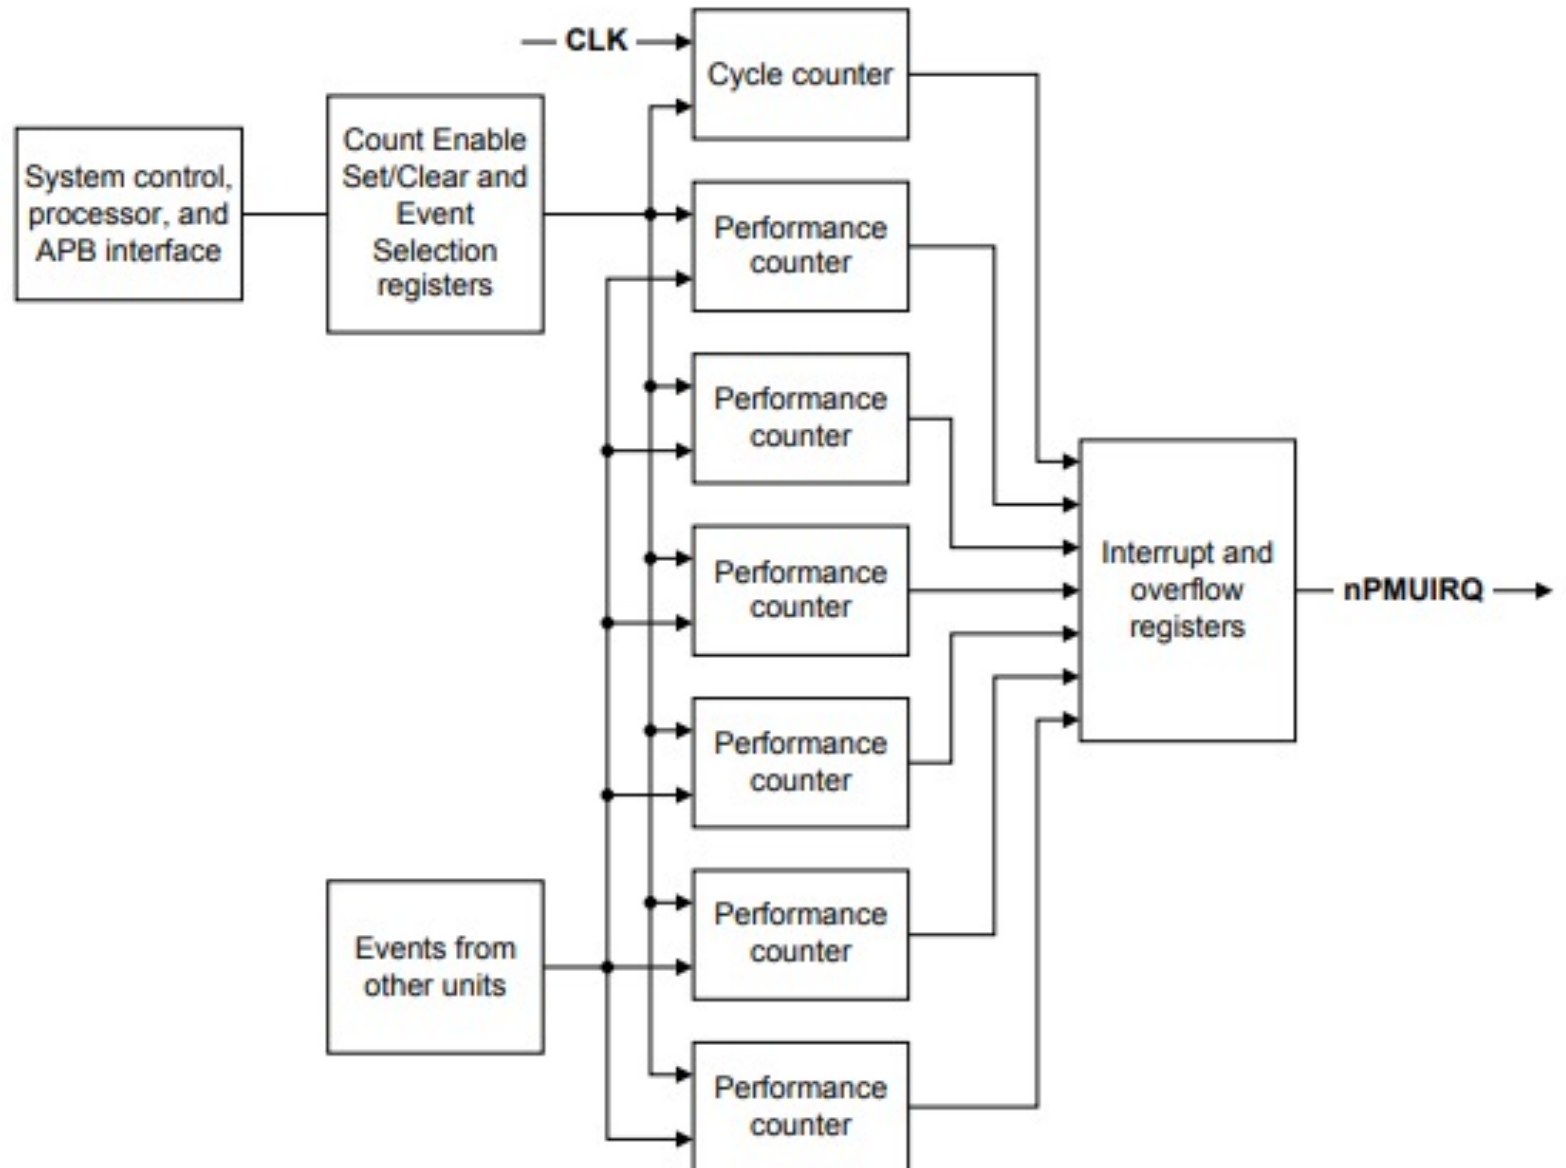 CLK
Cycle counter
System control,
processor, and
APB interface
Count Enable
Set/Clear and
Event
Selection
registers
Performance
counter
Performance
counter
Performance
counter
Performance
counter
Performance
counter
Performance
counter
Events from
other units
Interrupt and
overflow
registers
nPMUIRQ